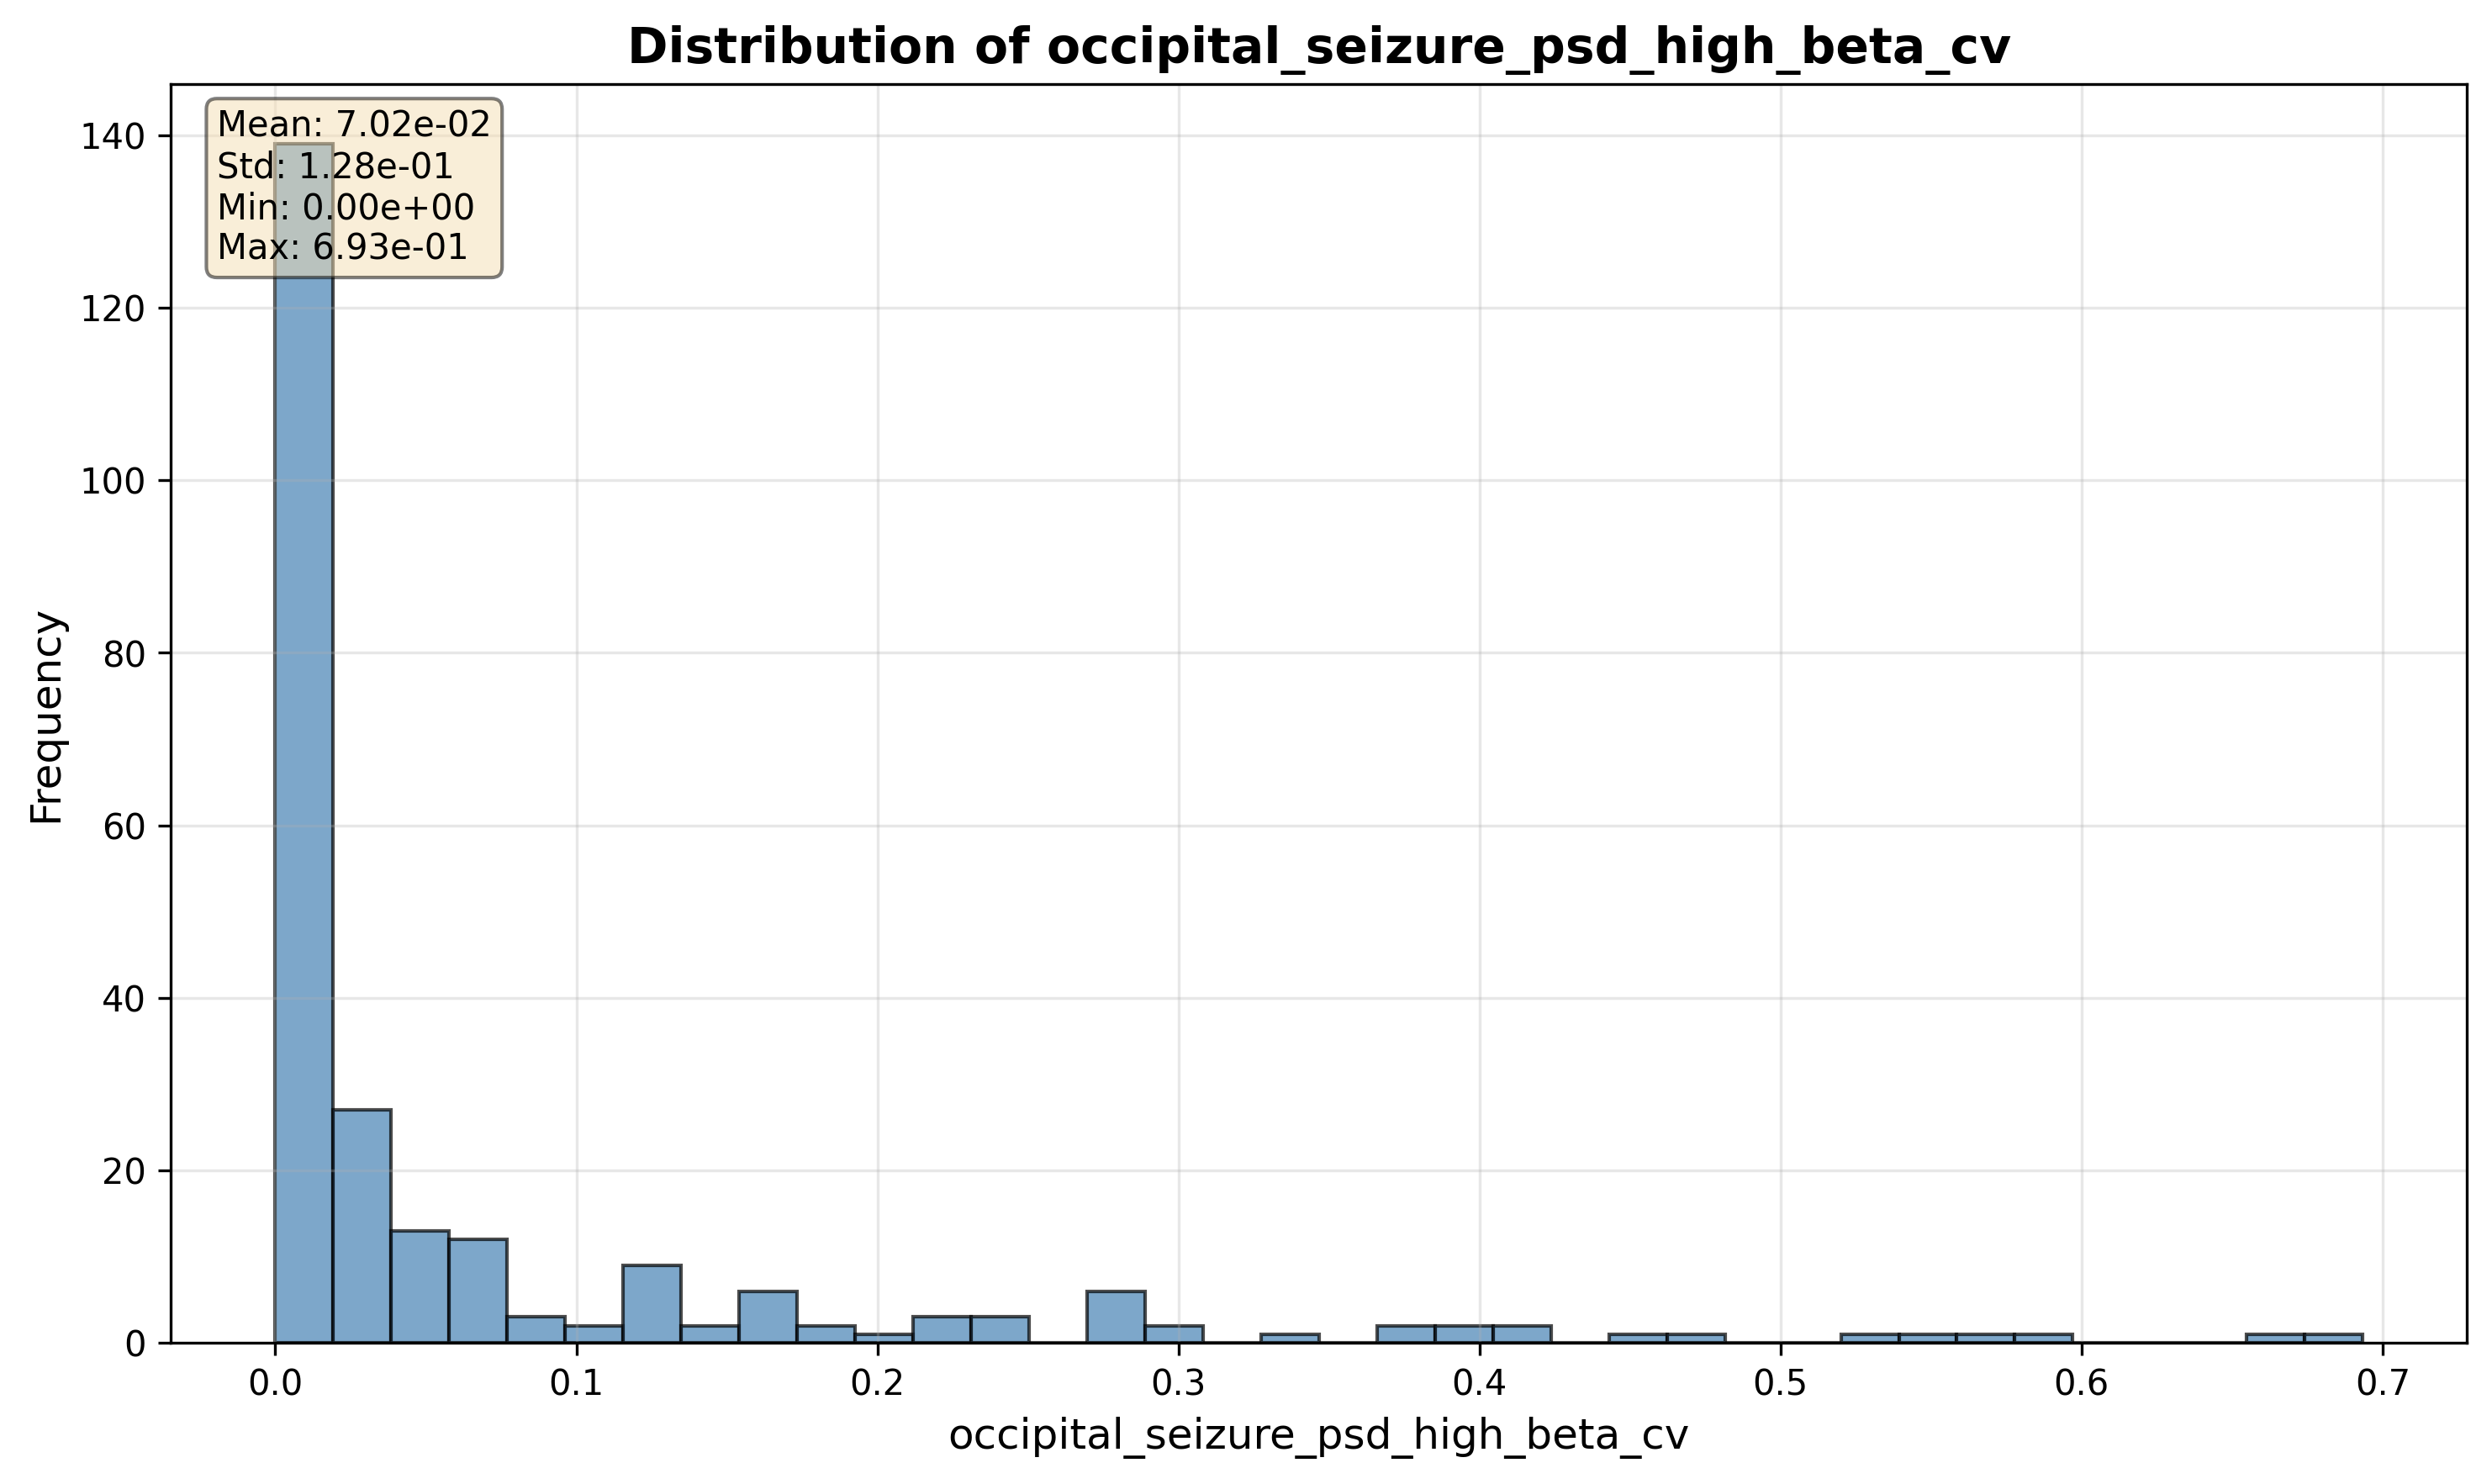 Distribution of occipital_seizure_psd_high_beta_cv
Mean: 7.02e-02
Std: 1.28e-01
Min: 0.00e+00
Max: 6.93e-01
140
120
100
80
60
40
20
0
Frequency
0.0 0.1 0.2 0.3 0.4 0.5 0.6 0.7
occipital_seizure_psd_high_beta_cv